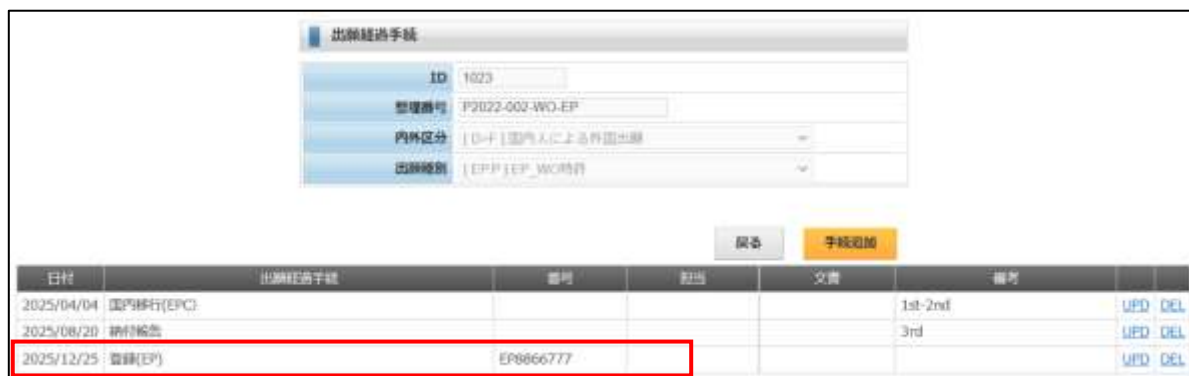 出願経過手続
ID 1023
整理番号 P2022-002-WO-EP
内外区分 [D-F]国内人による外国出願
出願種別 [EPP]EP_WO特許
戻る 手続追加
日付 出願経過手続 番号 担当 文書 備考
2025/04/04 国内移行(EPC) 1st-2nd UPD DEL
2025/08/20 納付報告 3rd UPD DEL
2025/12/25 登録(EP) EP8866777 UPD DEL